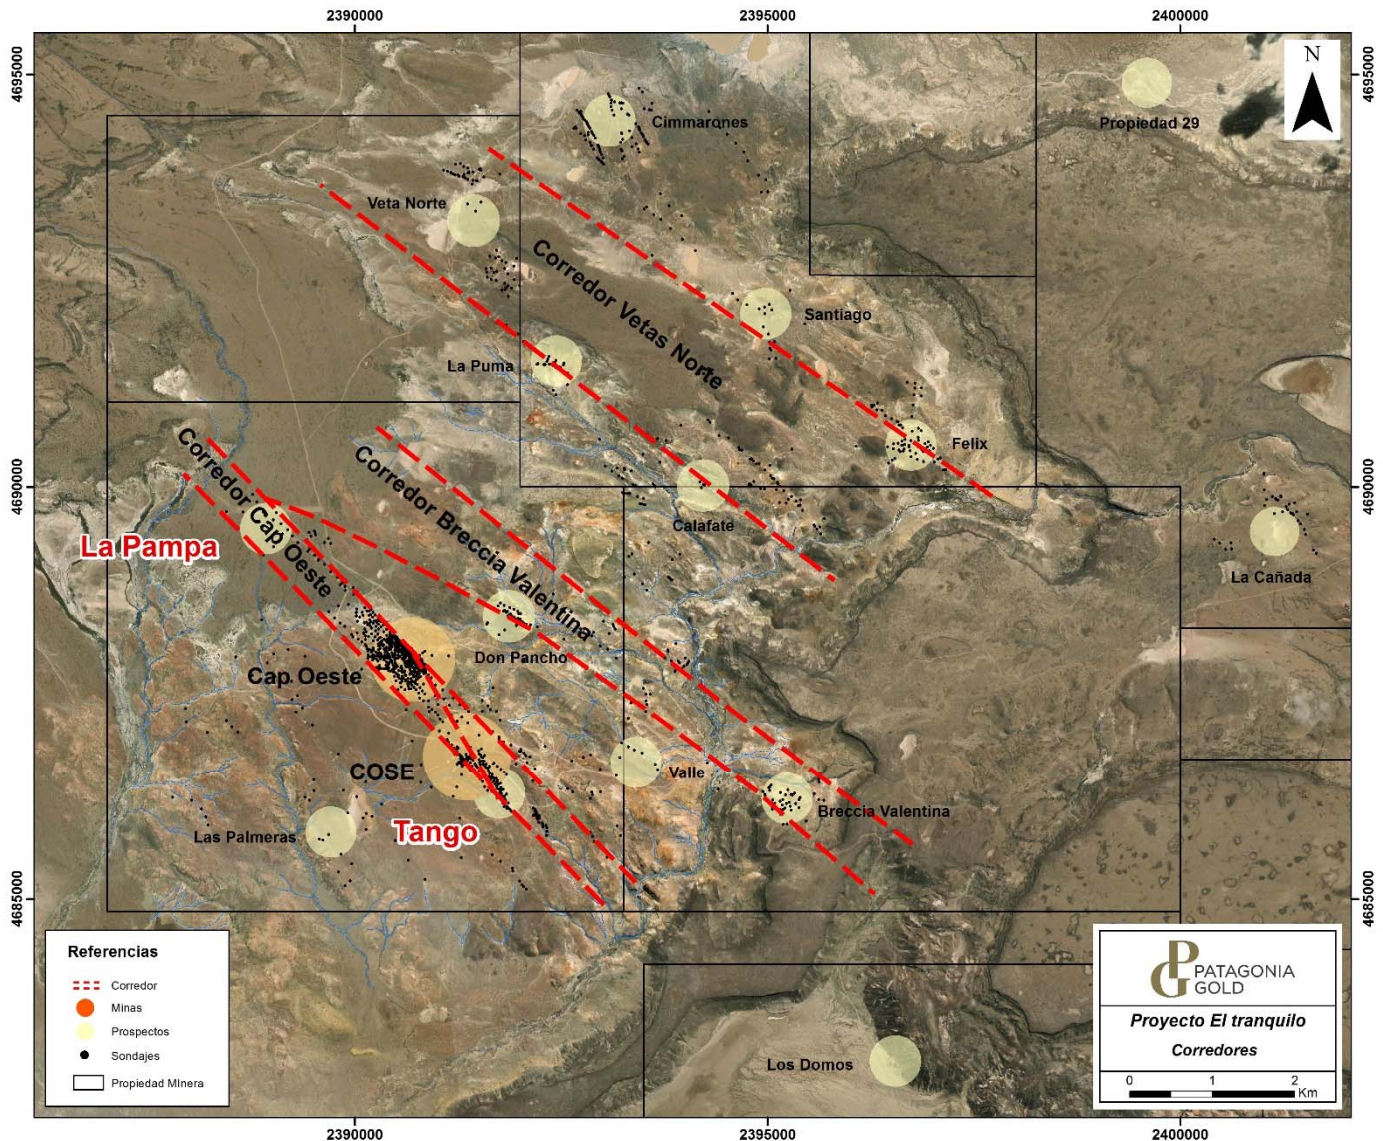 2390000
2395000
2400000
4695000
4695000
N
Cimmarones
Propiedad 29
Veta Norte
Corredor Vetas Norte
Santiago
La Puma
Felix
Corredor Cap Oeste
Corredor Breccia Valentina
4690000
4690000
Calafate
La Pampa
La Cañada
Don Pancho
Cap Oeste
COSE
Valle
Breccia Valentina
Las Palmeras
Tango
4685000
4685000
Referencias
Corredor
Minas
Prospectos
Sondajes
Propiedad MInera
Los Domos
PATAGONIA
GOLD
Proyecto El tranquilo
Corredores
0 1 2
Km
2390000
2395000
2400000